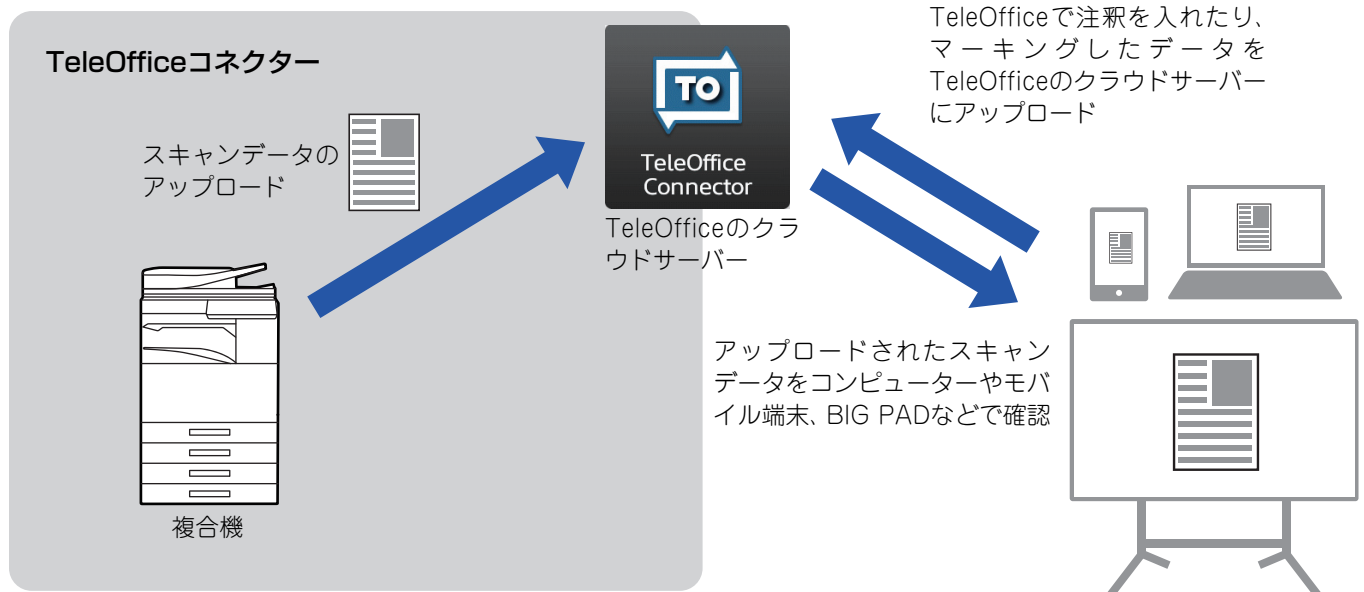 TeleOfficeコネクター
スキャンデータの
アップロード
複合機
TO
TeleOffice
Connector
TeleOfficeのクラ
ウドサーバー
TeleOfficeで注釈を入れたり、
マーキングしたデータを
TeleOfficeのクラウドサーバー
にアップロード
アップロードされたスキャン
データをコンピューターやモバ
イル端末、BIG PADなどで確認